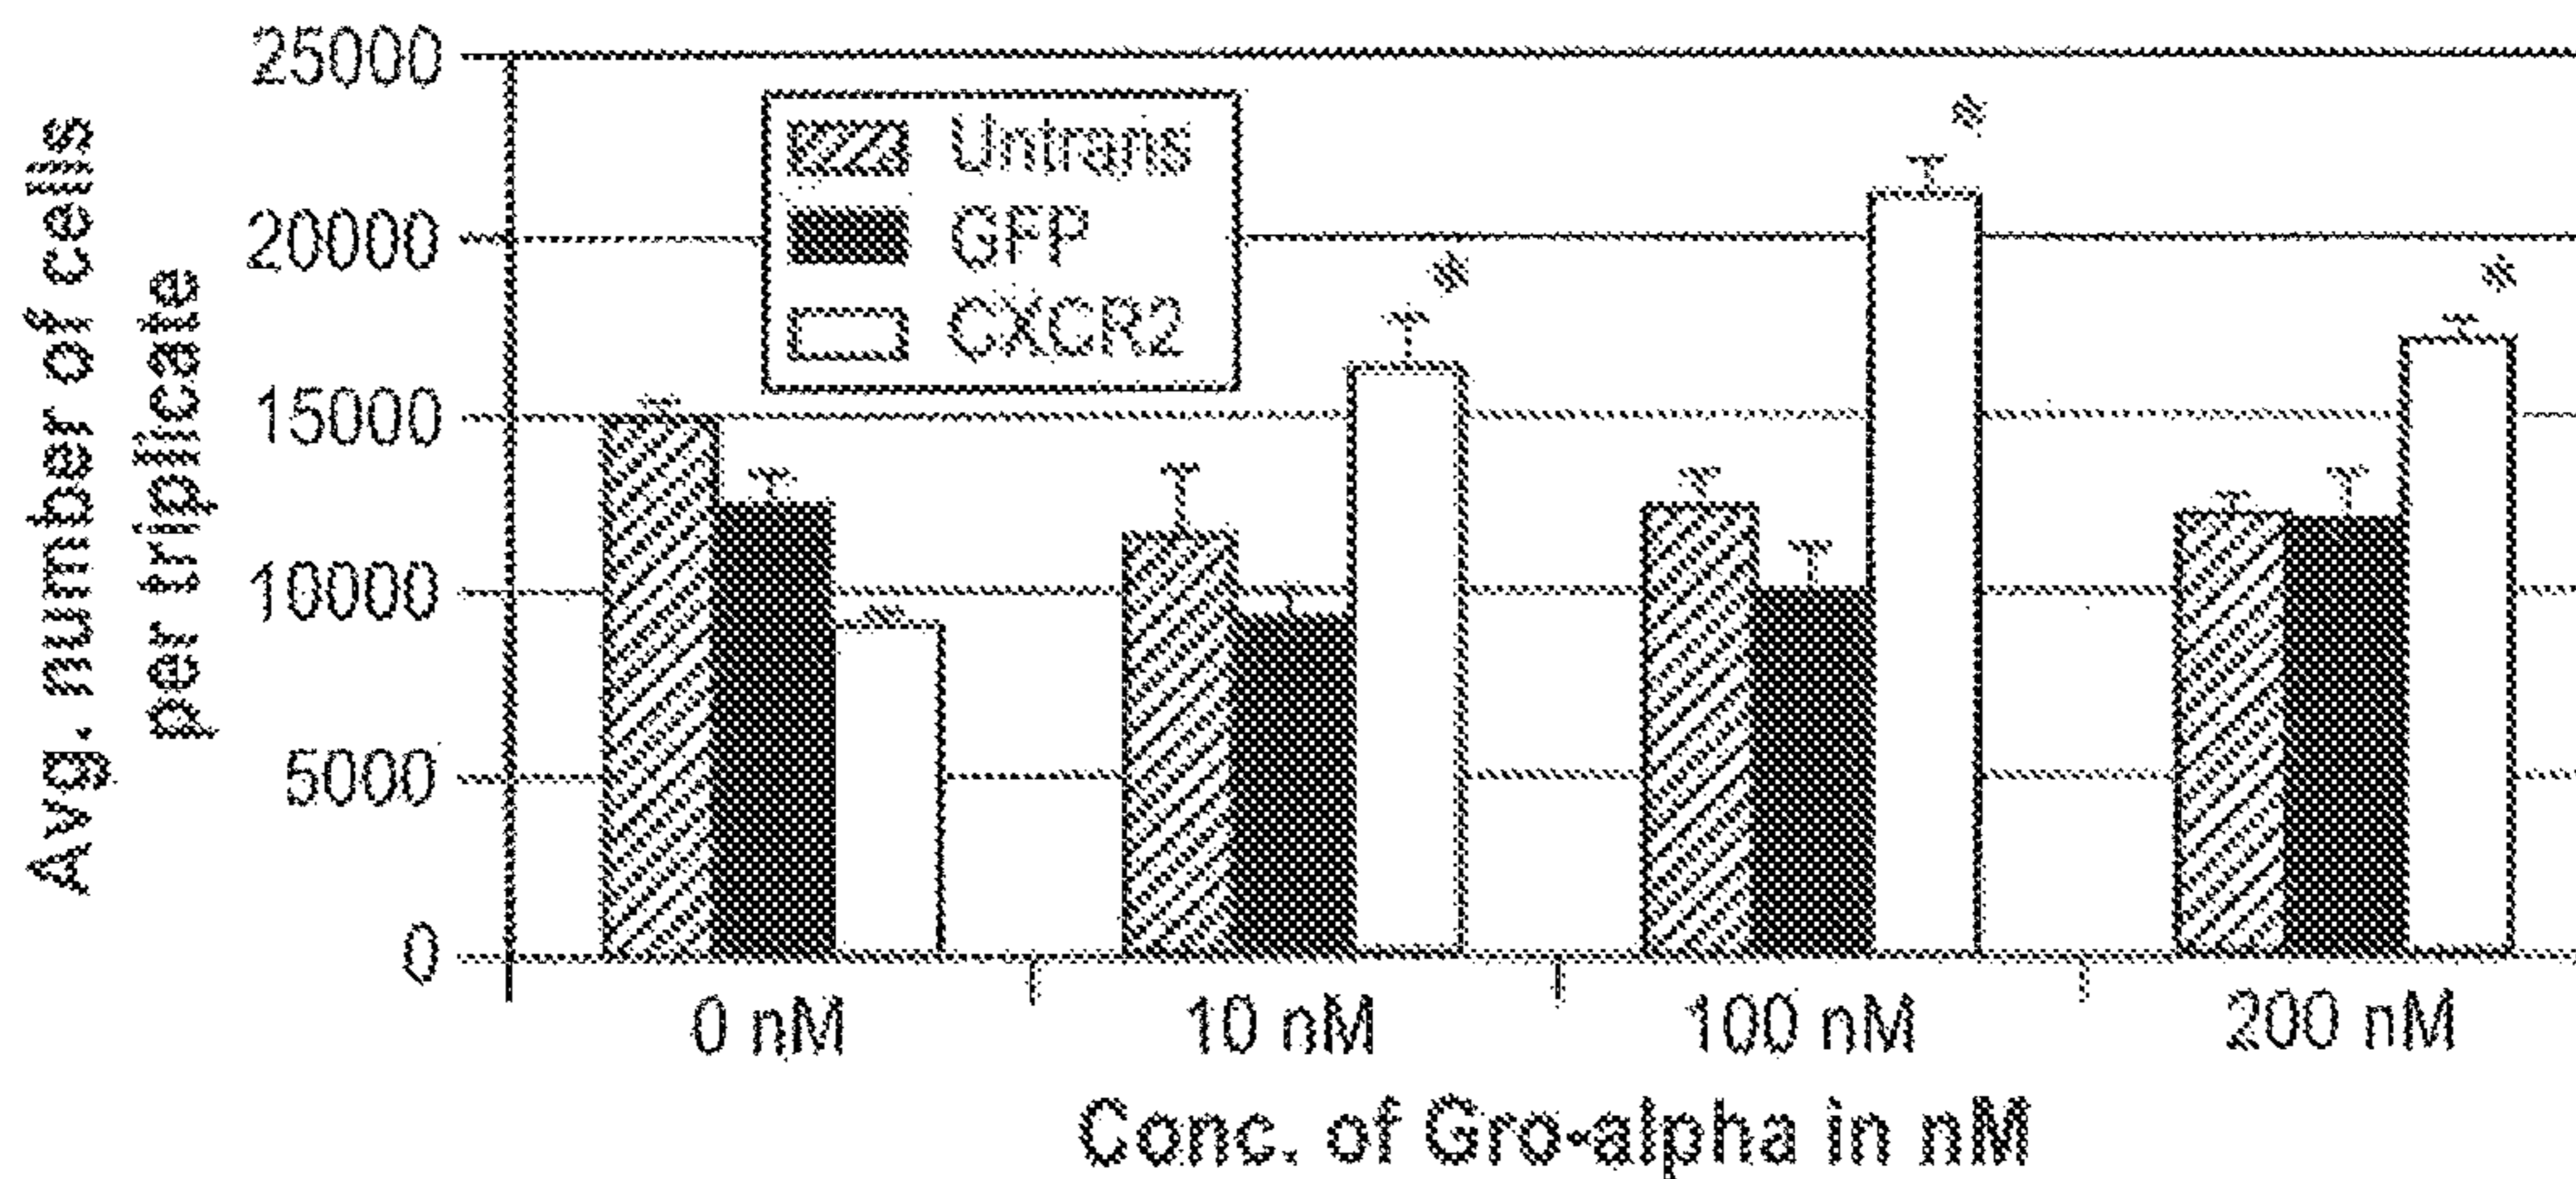 Avg. number of cells
per triplicate
25000
20000
15000
10000
5000
0
Untrans
GFP
CXCR2
*
*
*
0 nM
10 nM
100 nM
200 nM
Conc. of Gro-alpha in nM